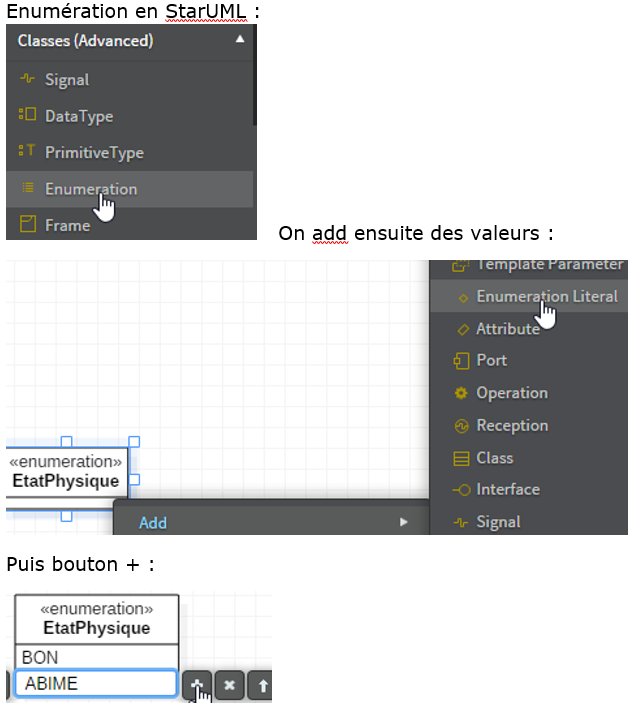 Enumération en StarUML :
Classes (Advanced)
Signal
DataType
PrimitiveType
Enumeration
Frame
On add ensuite des valeurs :
Template Parameter
Enumeration Literal
Attribute
Port
Operation
Reception
Class
Interface
Signal
«enumeration»
EtatPhysique
Add
Puis bouton + :
«enumeration»
EtatPhysique
BON
ABIME